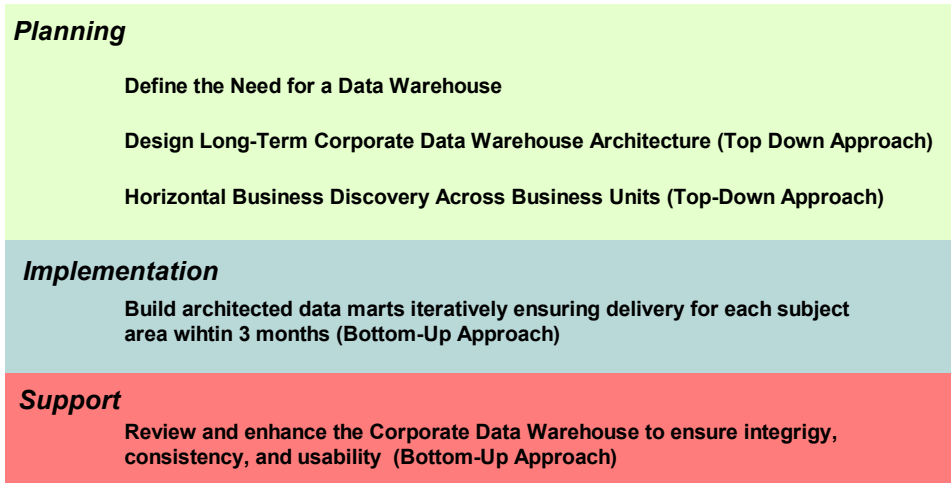 Planning
Define the Need for a Data Warehouse
Design Long-Term Corporate Data Warehouse Architecture (Top Down Approach)
Horizontal Business Discovery Across Business Units (Top-Down Approach)
Implementation
Build architected data marts iteratively ensuring delivery for each subject
area wihtin 3 months (Bottom-Up Approach)
Support
Review and enhance the Corporate Data Warehouse to ensure integrigy,
consistency, and usability  (Bottom-Up Approach)